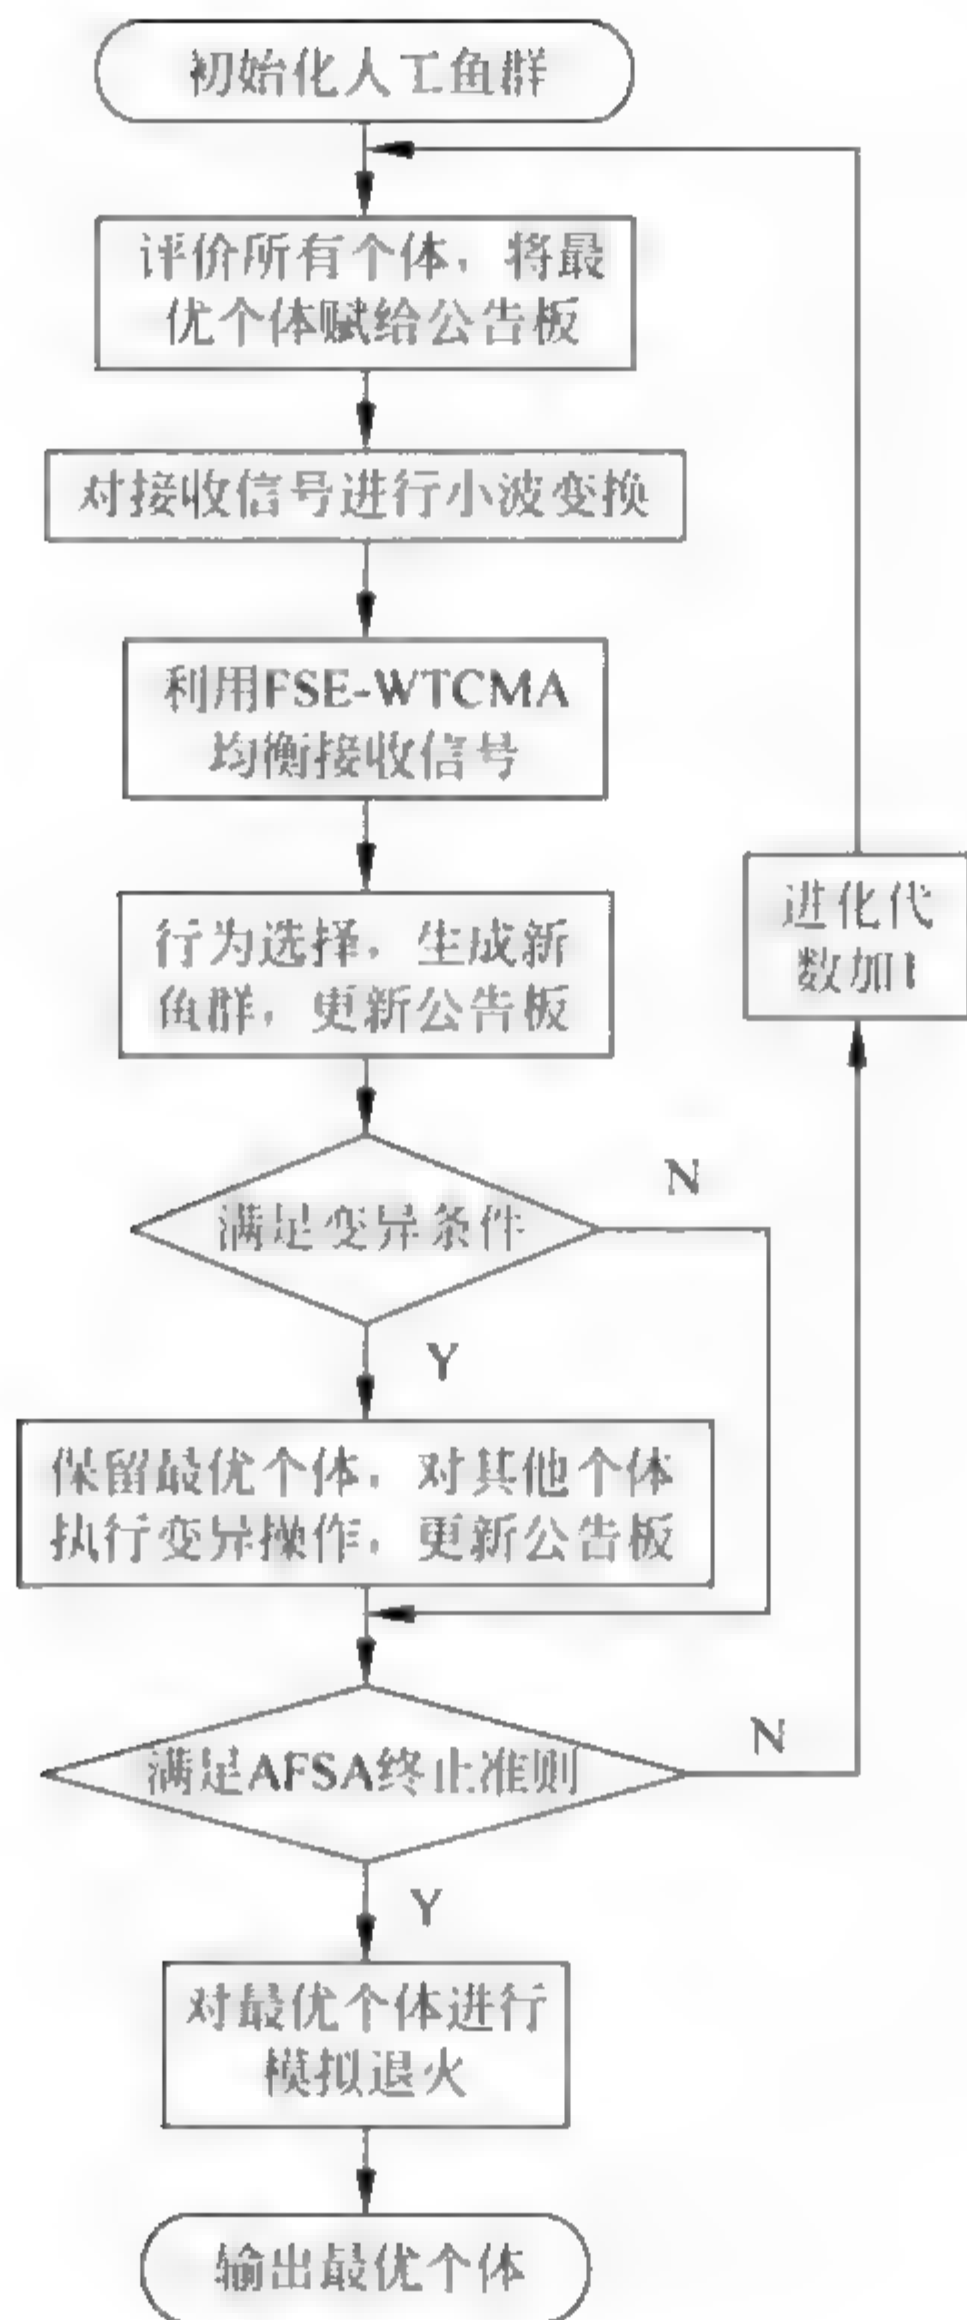 初始化人工鱼群
评价所有个体，将最
优个体赋给公告板
对接收信号进行小波变换
利用FSE-WTCMA
均衡接收信号
行为选择，生成新
鱼群，更新公告板
进化代
数加1
满足变异条件
N
Y
保留最优个体，对其他个体
执行变异操作，更新公告板
满足AFSA终止准则
N
Y
对最优个体进行
模拟退火
输出最优个体